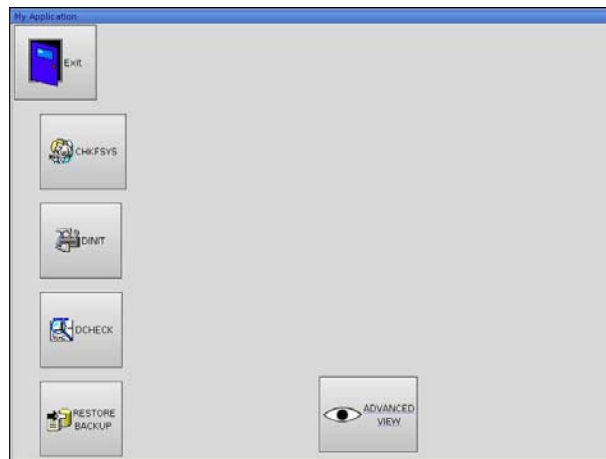 My Application
Exit
CHKFSYS
DINIT
DCHECK
RESTORE
BACKUP
ADVANCED
VIEW